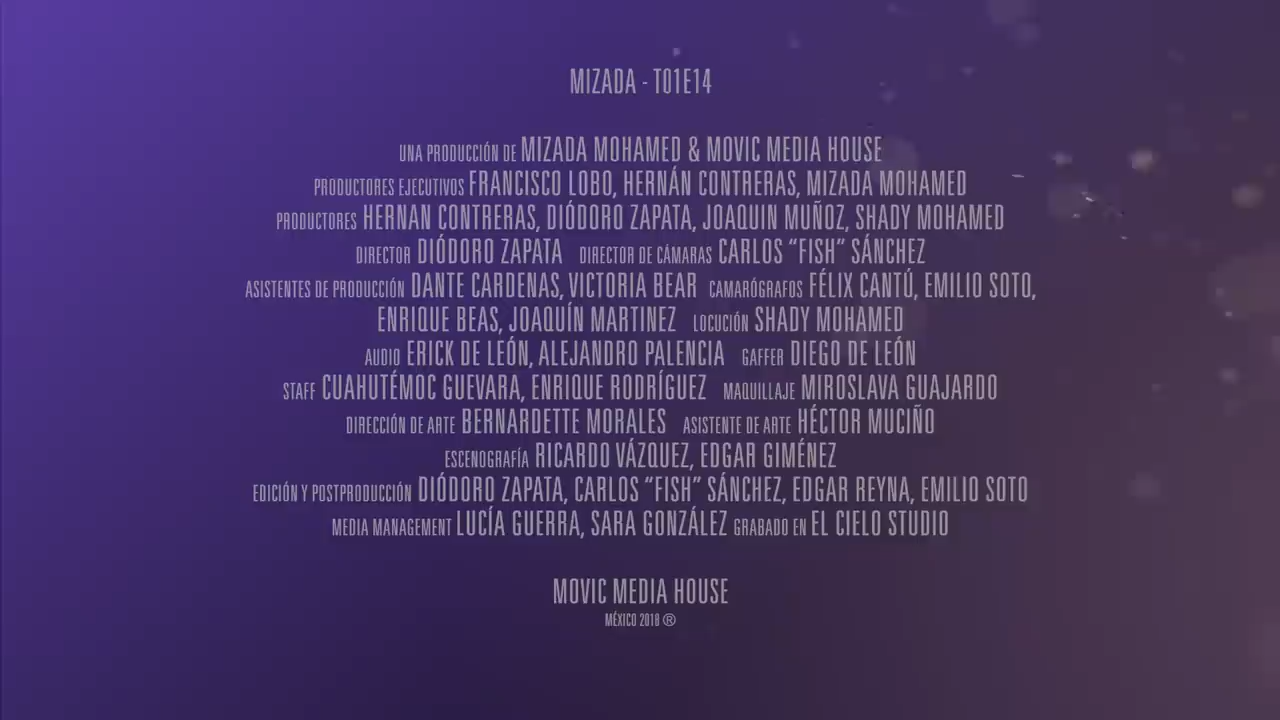 MIZADA - T01E14
UNA PRODUCCIÓN DE MIZADA MOHAMED & MOVIC MEDIA HOUSE
PRODUCTORES EJECUTIVOS FRANCISCO LOBO, HERNÁN CONTRERAS, MIZADA MOHAMED
PRODUCTORES HERNAN CONTRERAS, DIÓDORO ZAPATA, JOAQUIN MUÑOZ, SHADY MOHAMED
DIRECTOR DIÓDORO ZAPATA DIRECTOR DE CÁMARAS CARLOS “FISH” SÁNCHEZ
ASISTENTES DE PRODUCCIÓN DANTE CARDENAS, VICTORIA BEAR CAMARÓGRAFOS FÉLIX CANTÚ, EMILIO SOTO,
ENRIQUE BEAS, JOAQUÍN MARTINEZ LOCUCIÓN SHADY MOHAMED
AUDIO ERICK DE LEÓN, ALEJANDRO PALENCIA GAFFER DIEGO DE LEÓN
STAFF CUAHUTÉMOC GUEVARA, ENRIQUE RODRÍGUEZ MAQUILLAJE MIROSLAVA GUAJARDO
DIRECCIÓN DE ARTE BERNARDETTE MORALES ASISTENTE DE ARTE HÉCTOR MUCIÑO
ESCENOGRAFÍA RICARDO VÁZQUEZ, EDGAR GIMÉNEZ
EDICIÓN Y POSTPRODUCCIÓN DIÓDORO ZAPATA, CARLOS “FISH” SÁNCHEZ, EDGAR REYNA, EMILIO SOTO
MEDIA MANAGEMENT LUCÍA GUERRA, SARA GONZÁLEZ GRABADO EN EL CIELO STUDIO
MOVIC MEDIA HOUSE
MÉXICO 2018 ®